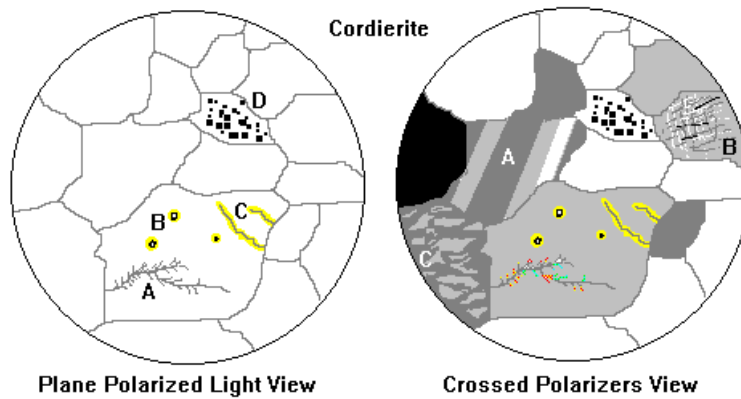 Cordierite
D
A
B
B
C
C
A
Plane Polarized Light View
Crossed Polarizers View